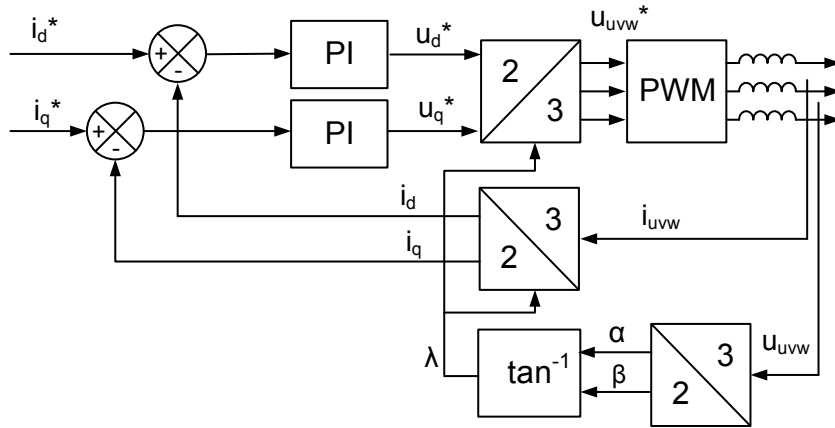 i_d*
+
-
PI
u_d*
2
3
u_uvw*
PWM
i_q*
+
-
PI
u_q*
i_d
i_q
3
2
i_uvw
λ
tan⁻¹
α
β
3
2
u_uvw